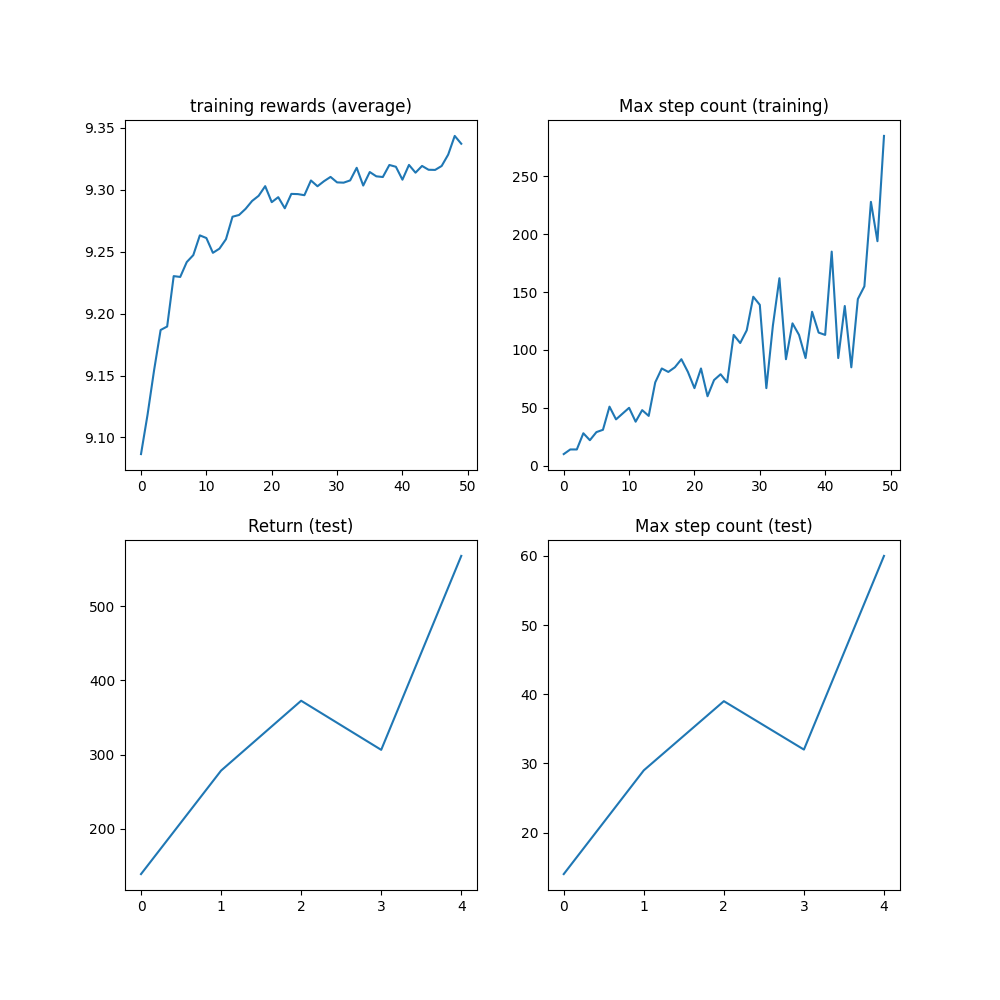 training rewards (average)
9.35
9.30
9.25
9.20
9.15
9.10
0 10 20 30 40 50
Max step count (training)
250
200
150
100
50
0
0 10 20 30 40 50
Return (test)
500
400
300
200
0 1 2 3 4
Max step count (test)
60
50
40
30
20
0 1 2 3 4